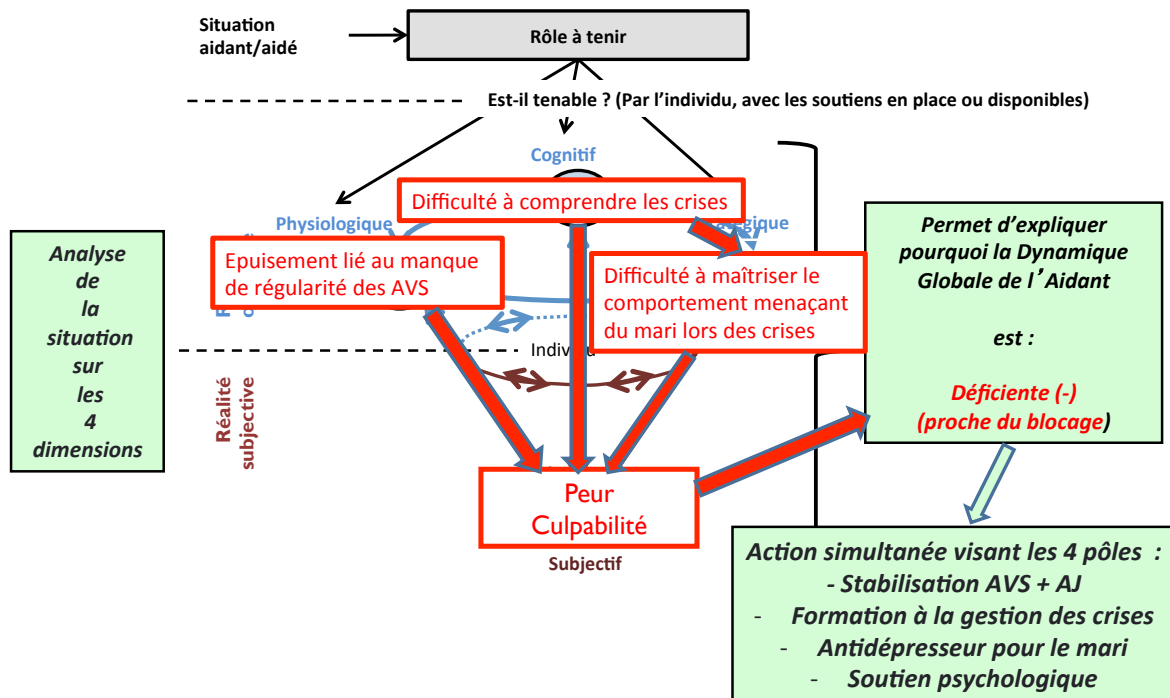 Situation
aidant/aidé
Rôle à tenir
Est-il tenable ? (Par l'individu, avec les soutiens en place ou disponibles)
Cognitif
Difficulté à comprendre les crises
Physiologique
Epuisement lié au manque
de régularité des AVS
Difficulté à maîtriser le
comportement menaçant
du mari lors des crises
Analyse
de
la
situation
sur
les
4
dimensions
Réalité
subjective
Peur
Culpabilité
Subjectif
Permet d'expliquer
pourquoi la Dynamique
Globale de l'Aidant
est :
Déficiente (-)
(proche du blocage)
Action simultanée visant les 4 pôles :
- Stabilisation AVS + AJ
- Formation à la gestion des crises
- Antidépresseur pour le mari
- Soutien psychologique